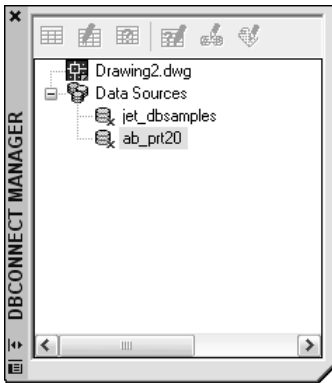 Drawing2.dwg
Data Sources
jet_dbsamples
ab_prt20
DBCONNECT MANAGER